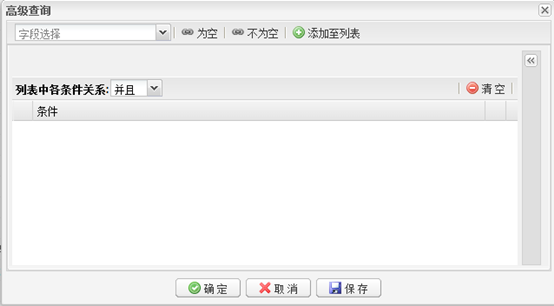 高级查询
字段选择 为空 不为空 添加至列表
列表中各条件关系: 并且 清空
条件
确定 取消 保存